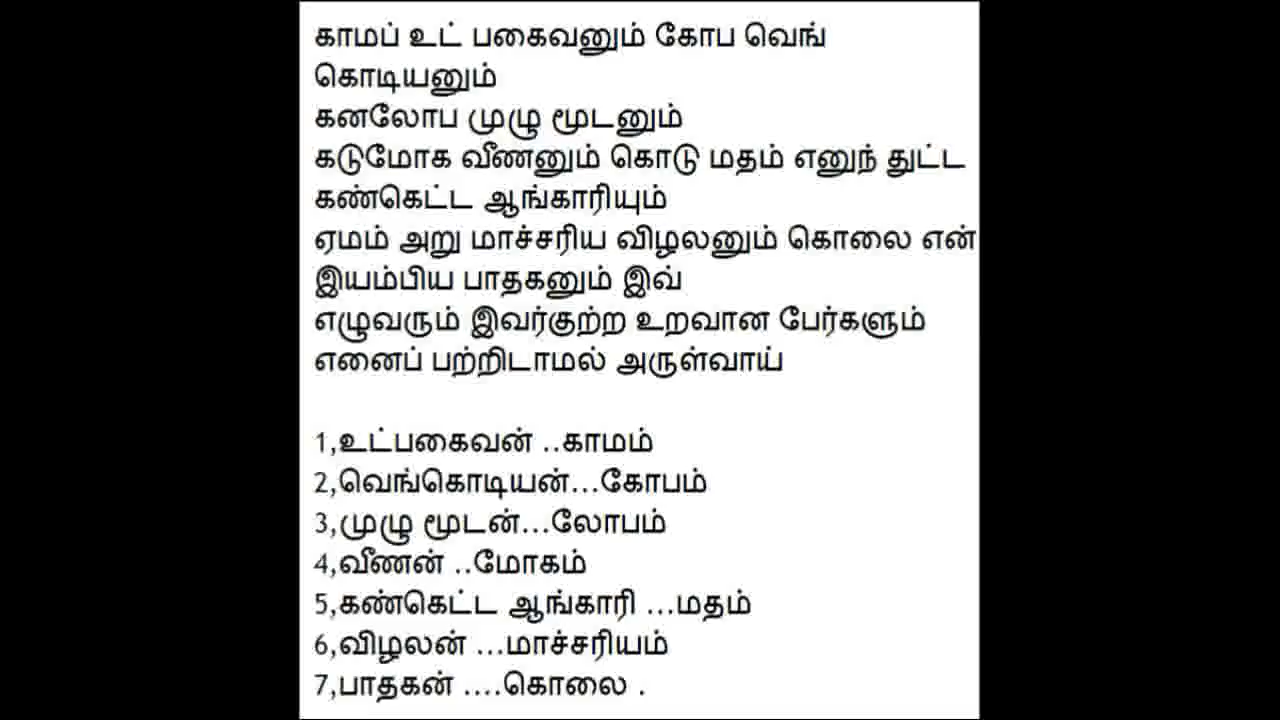 காமப் உட் பகைவனும் கோப வெங்
கொடியனும்
கனலோப முழு மூடனும்
கடுமோக வீணனும் கொடு மதம் எனுந் துட்ட
கண்கெட்ட ஆங்காரியும்
ஏமம் அறு மாச்சரிய விழலனும் கொலை என்
இயம்பிய பாதகனும் இவ்
எழுவரும் இவர்குற்ற உறவான பேர்களும்
எனைப் பற்றிடாமல் அருள்வாய்
1,உட்பகைவன் ..காமம்
2,வெங்கொடியன்...கோபம்
3,முழு மூடன்...லோபம்
4,வீணன் ..மோகம்
5,கண்கெட்ட ஆங்காரி ...மதம்
6,விழலன் ...மாச்சரியம்
7,பாதகன் ....கொலை .